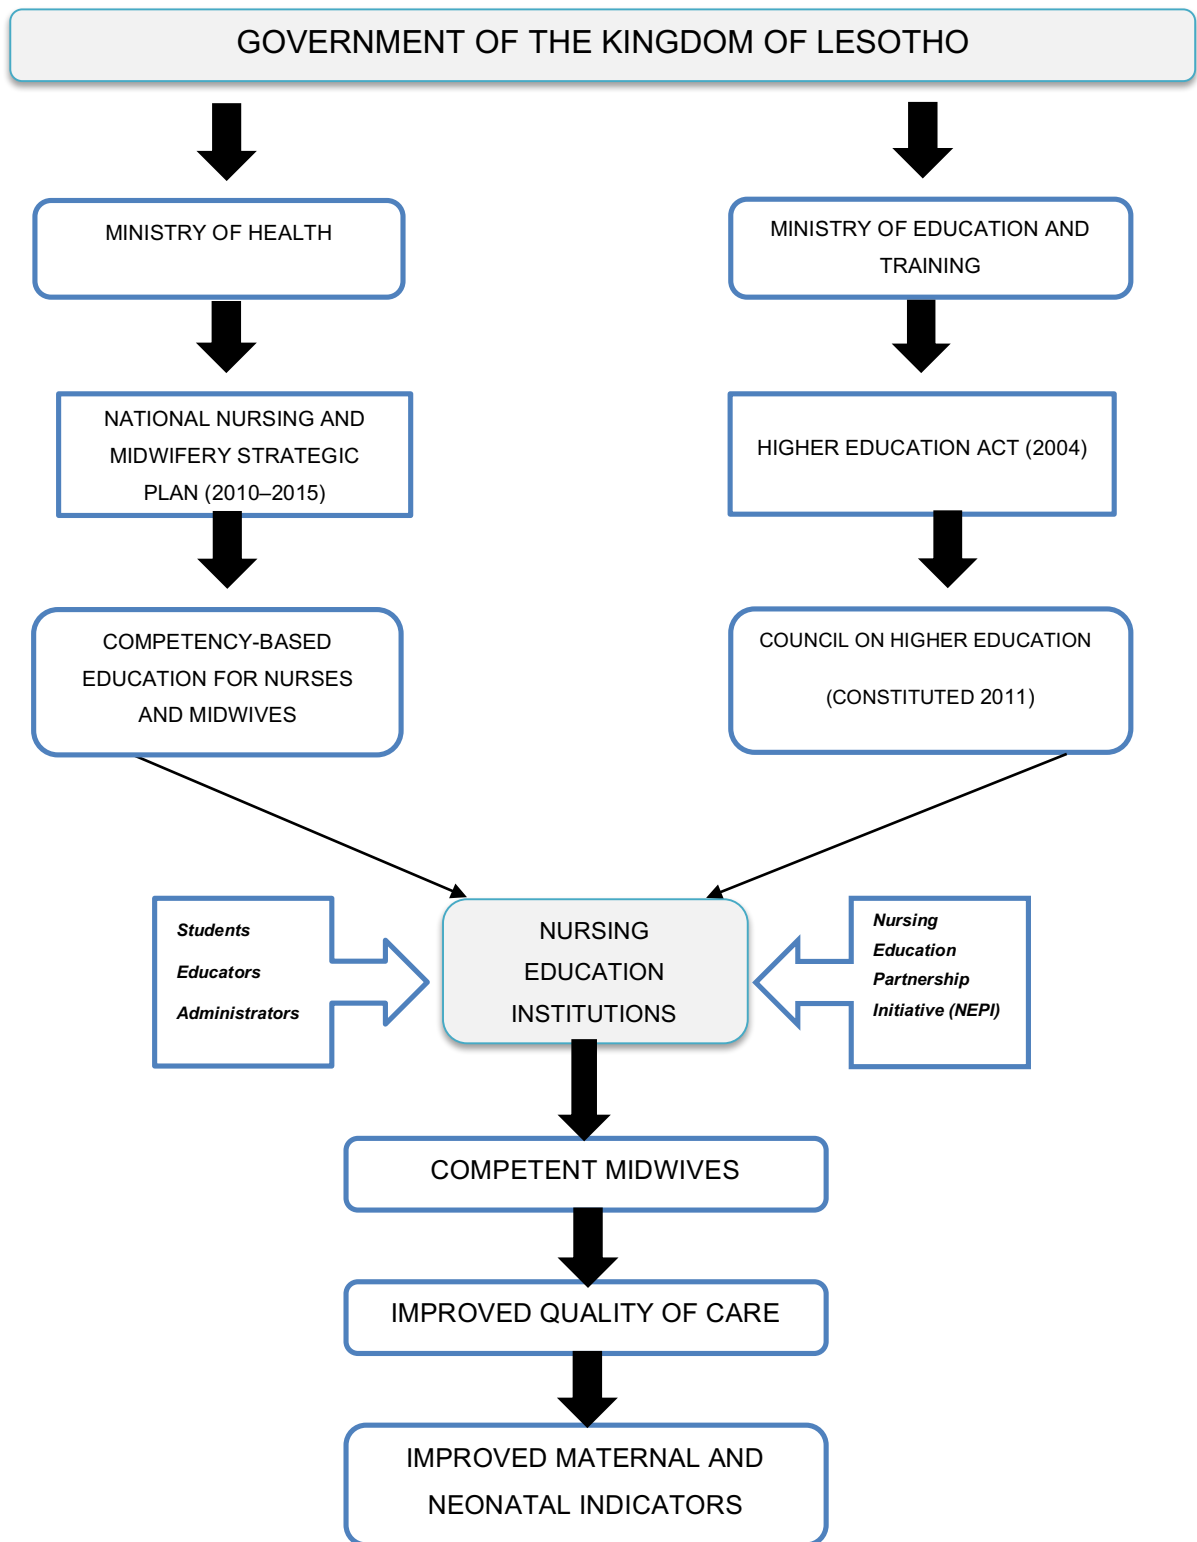 GOVERNMENT OF THE KINGDOM OF LESOTHO
MINISTRY OF HEALTH
MINISTRY OF EDUCATION AND
TRAINING
NATIONAL NURSING AND
MIDWIFERY STRATEGIC
PLAN (2010–2015)
HIGHER EDUCATION ACT (2004)
COMPETENCY-BASED
EDUCATION FOR NURSES
AND MIDWIVES
COUNCIL ON HIGHER EDUCATION
(CONSTITUTED 2011)
Students
Educators
Administrators
NURSING
EDUCATION
INSTITUTIONS
Nursing
Education
Partnership
Initiative (NEPI)
COMPETENT MIDWIVES
IMPROVED QUALITY OF CARE
IMPROVED MATERNAL AND
NEONATAL INDICATORS